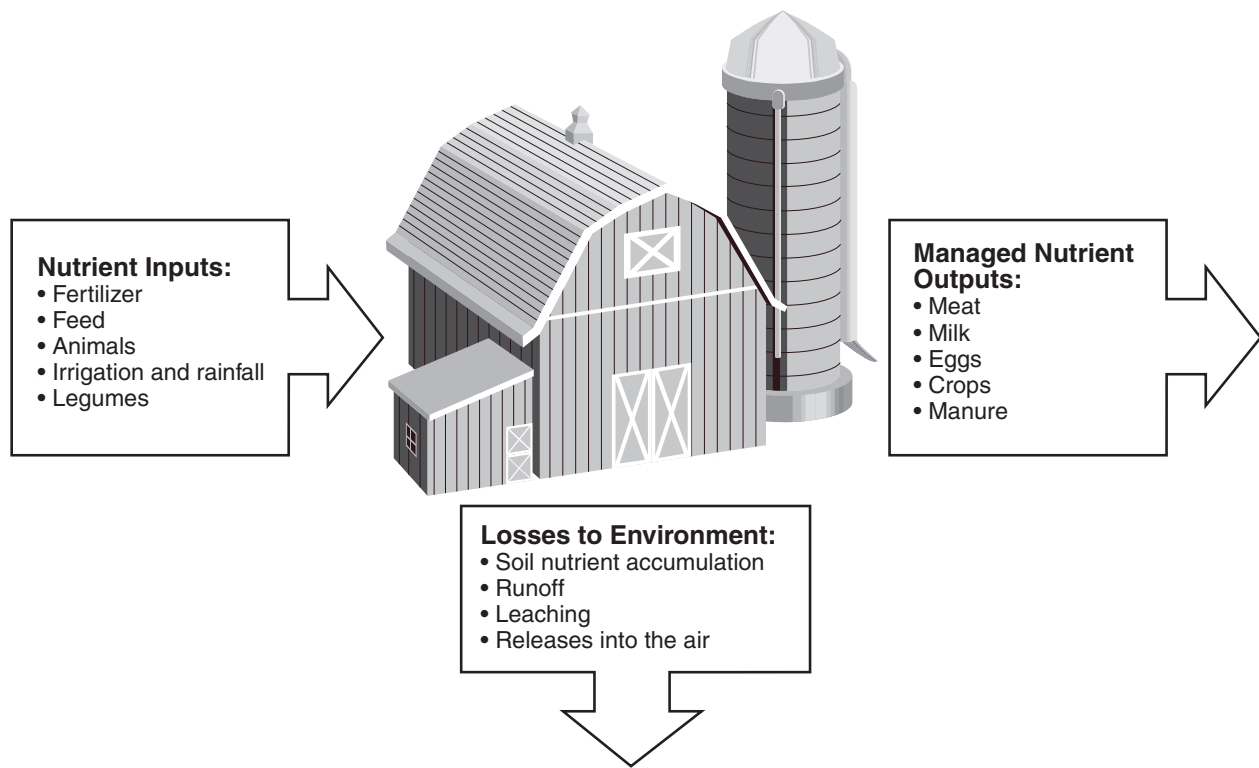 Nutrient Inputs:
• Fertilizer
• Feed
• Animals
• Irrigation and rainfall
• Legumes
Managed Nutrient
Outputs:
• Meat
• Milk
• Eggs
• Crops
• Manure
Losses to Environment:
• Soil nutrient accumulation
• Runoff
• Leaching
• Releases into the air